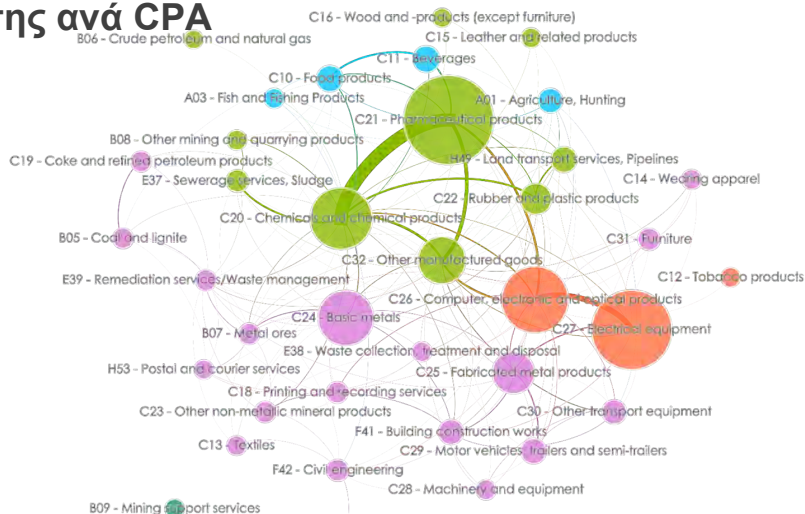 της ανά CPA
C16 - Wood and -products (except furniture)
B06 - Crude petroleum and natural gas
C15 - Leather and related products
C11 - Beverages
C10 - Food products
A03 - Fish and Fishing Products
A01 - Agriculture, Hunting
C21 - Pharmaceutical products
B08 - Other mining and quarrying products
C19 - Coke and refined petroleum products
H49 - Land transport services, Pipelines
E37 - Sewerage services, Sludge
C14 - Wearing apparel
C22 - Rubber and plastic products
C20 - Chemicals and chemical products
B05 - Coal and lignite
C31 - Furniture
C32 - Other manufactured goods
E39 - Remediation services/Waste management
C12 - Tobacco products
C26 - Computer, electronic and optical products
C24 - Basic metals
C27 - Electrical equipment
B07 - Metal ores
E38 - Waste collection, treatment and disposal
H53 - Postal and courier services
C25 - Fabricated metal products
C18 - Printing and recording services
C23 - Other non-metallic mineral products
C30 - Other transport equipment
F41 - Building construction works
C13 - Textiles
C29 - Motor vehicles, trailers and semi-trailers
F42 - Civil engineering
C28 - Machinery and equipment
B09 - Mining support services